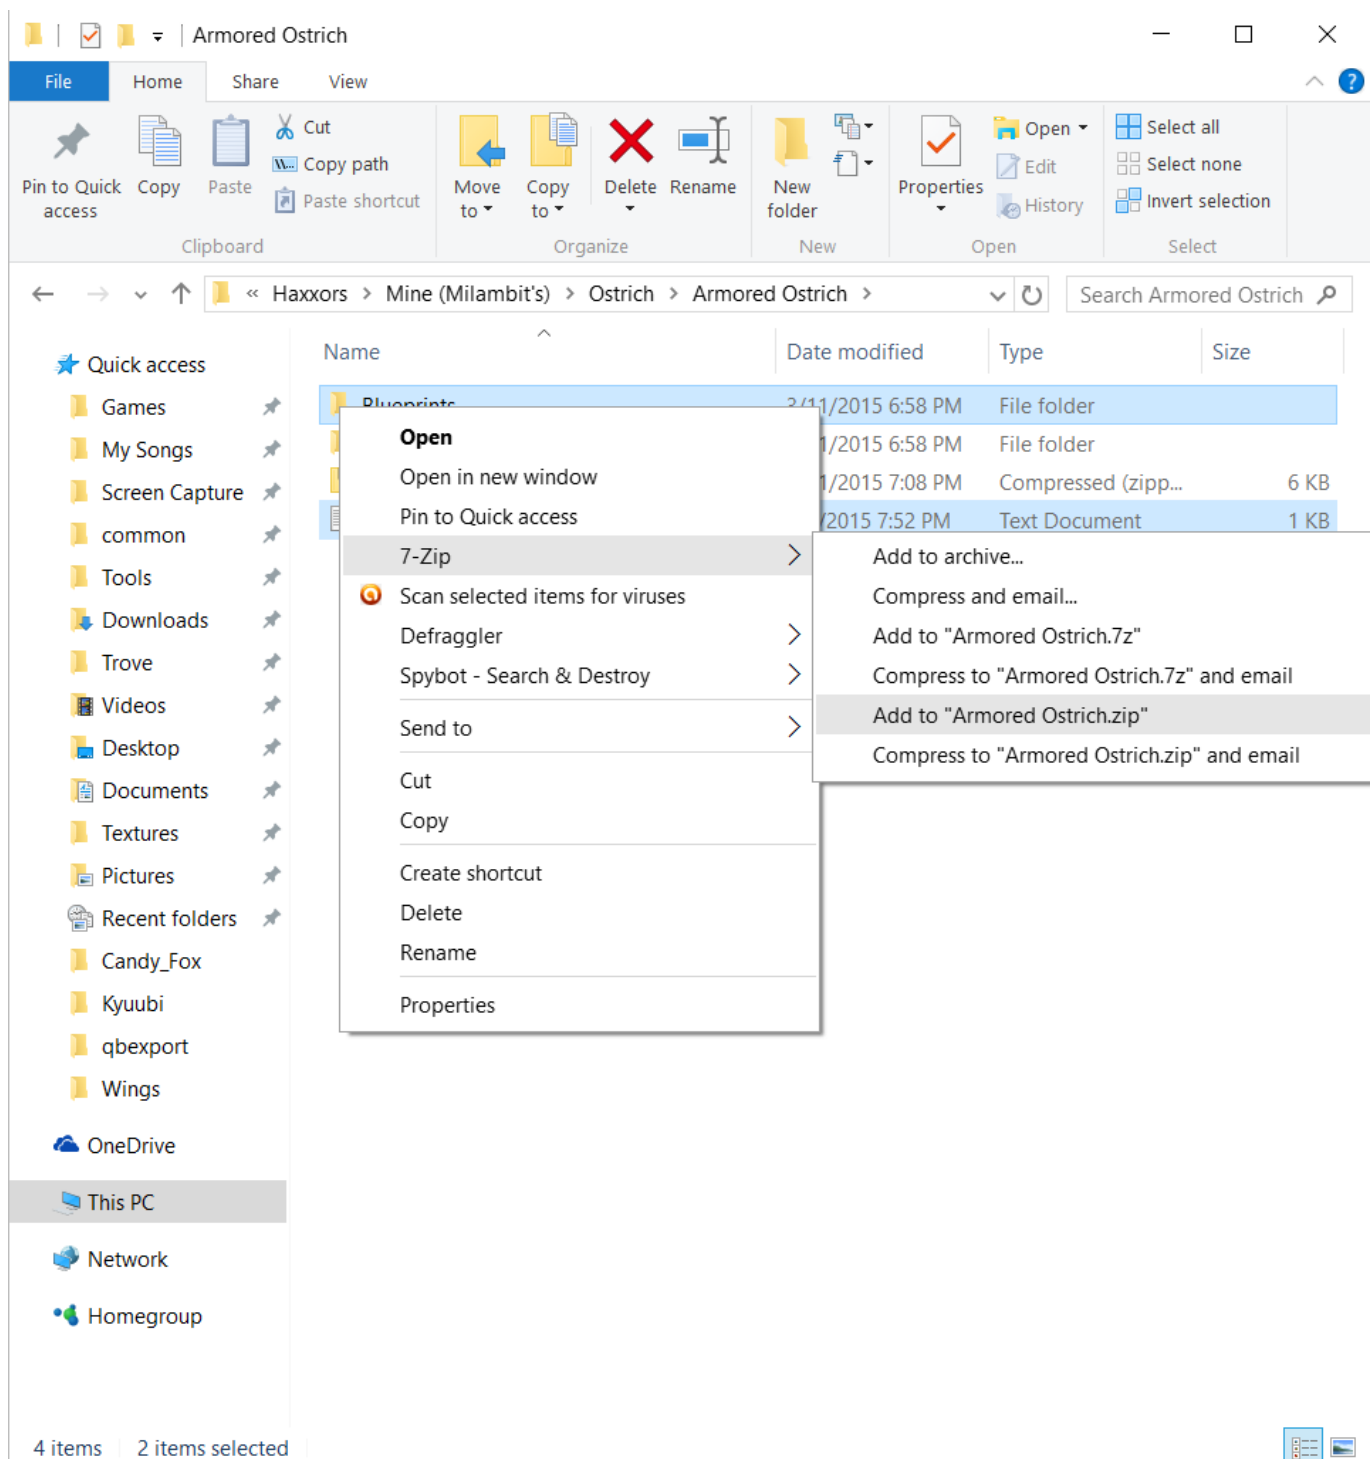 Armored Ostrich
File Home Share View
Pin to Quick access
Copy
Paste
Cut
Copy path
Paste shortcut
Clipboard
Move to
Copy to
Delete
Rename
Organize
New folder
New
Properties
Open
Edit
History
Open
Select all
Select none
Invert selection
Select
« Haxxors > Mine (Milambit's) > Ostrich > Armored Ostrich >
Search Armored Ostrich
Name Date modified Type Size
Quick access
Games
My Songs
Screen Capture
common
Tools
Downloads
Trove
Videos
Desktop
Documents
Textures
Pictures
Recent folders
Candy_Fox
Kyuubi
qbexport
Wings
OneDrive
This PC
Network
Homegroup
Blueprints 3/11/2015 6:58 PM File folder
1/2015 6:58 PM File folder
1/2015 7:08 PM Compressed (zipp... 6 KB
/2015 7:52 PM Text Document 1 KB
Open
Open in new window
Pin to Quick access
7-Zip
Scan selected items for viruses
Defraggler
Spybot - Search & Destroy
Send to
Cut
Copy
Create shortcut
Delete
Rename
Properties
Add to archive...
Compress and email...
Add to "Armored Ostrich.7z"
Compress to "Armored Ostrich.7z" and email
Add to "Armored Ostrich.zip"
Compress to "Armored Ostrich.zip" and email
4 items 2 items selected